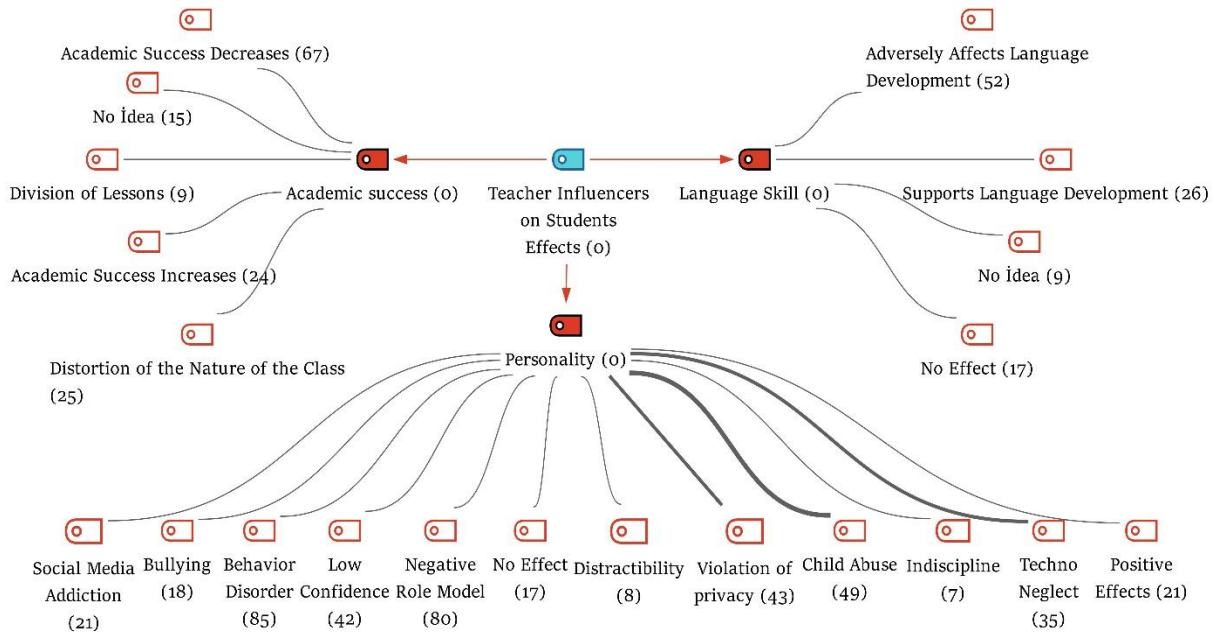 Academic Success Decreases (67)
Adversely Affects Language
Development (52)
No İdea (15)
Division of Lessons (9)
Academic success (0)
Teacher Influencers
on Students
Effects (0)
Language Skill (0)
Supports Language Development (26)
Academic Success Increases (24)
No İdea (9)
Distortion of the Nature of the Class
(25)
Personality (0)
No Effect (17)
Social Media
Addiction
(21)
Bullying
(18)
Behavior
Disorder
(85)
Low
Confidence
(42)
Negative
Role Model
(80)
No Effect
(17)
Distractibility
(8)
Violation of
privacy (43)
Child Abuse
(49)
Indiscipline
(7)
Techno
Neglect
(35)
Positive
Effects (21)